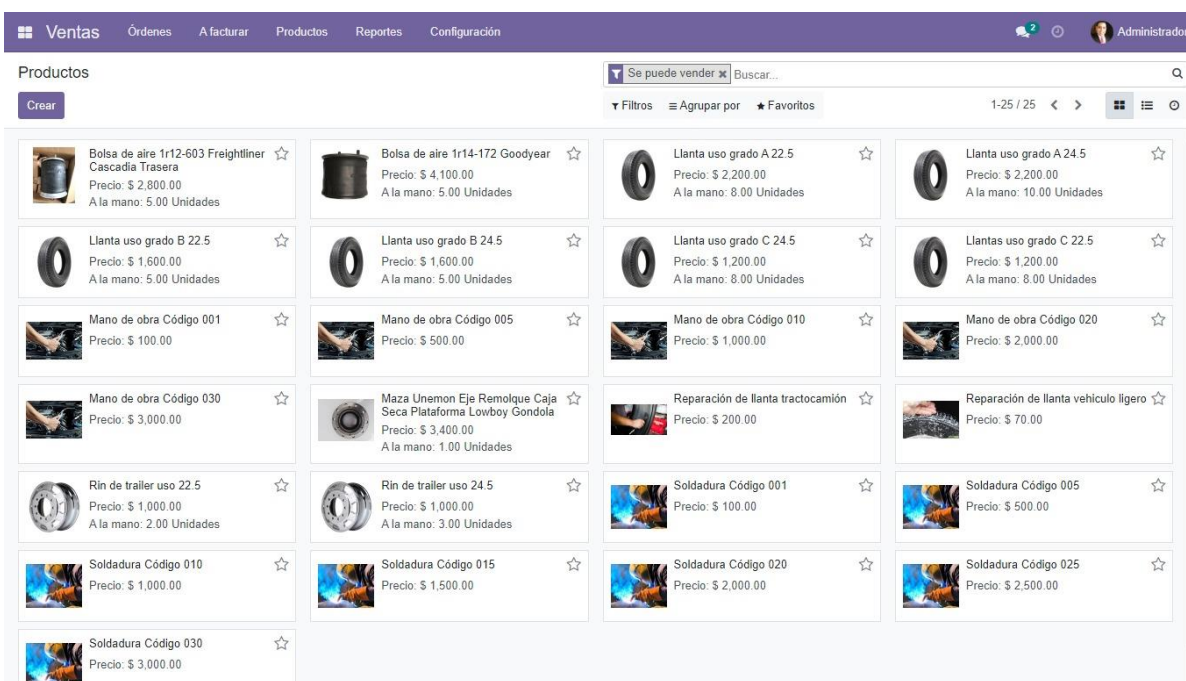 Ventas Órdenes A facturar Productos Reportes Configuración 2 Administrador
Productos
Se puede vender Buscar...
Crear
Filtros Agrupar por Favoritos 1-25 / 25
Bolsa de aire 1r12-603 Freightliner
Cascadia Trasera
Precio: $ 2,800.00
A la mano: 5.00 Unidades
Bolsa de aire 1r14-172 Goodyear
Precio: $ 4,100.00
A la mano: 5.00 Unidades
Llanta uso grado A 22.5
Precio: $ 2,200.00
A la mano: 8.00 Unidades
Llanta uso grado A 24.5
Precio: $ 2,200.00
A la mano: 10.00 Unidades
Llanta uso grado B 22.5
Precio: $ 1,600.00
A la mano: 5.00 Unidades
Llanta uso grado B 24.5
Precio: $ 1,600.00
A la mano: 5.00 Unidades
Llanta uso grado C 24.5
Precio: $ 1,200.00
A la mano: 8.00 Unidades
Llantas uso grado C 22.5
Precio: $ 1,200.00
A la mano: 8.00 Unidades
Mano de obra Código 001
Precio: $ 100.00
Mano de obra Código 005
Precio: $ 500.00
Mano de obra Código 010
Precio: $ 1,000.00
Mano de obra Código 020
Precio: $ 2,000.00
Mano de obra Código 030
Precio: $ 3,000.00
Maza Unemon Eje Remolque Caja
Seca Plataforma Lowboy Gondola
Precio: $ 3,400.00
A la mano: 1.00 Unidades
Reparación de llanta tractocamión
Precio: $ 200.00
Reparación de llanta vehiculo ligero
Precio: $ 70.00
Rin de trailer uso 22.5
Precio: $ 1,000.00
A la mano: 2.00 Unidades
Rin de trailer uso 24.5
Precio: $ 1,000.00
A la mano: 3.00 Unidades
Soldadura Código 001
Precio: $ 100.00
Soldadura Código 005
Precio: $ 500.00
Soldadura Código 010
Precio: $ 1,000.00
Soldadura Código 015
Precio: $ 1,500.00
Soldadura Código 020
Precio: $ 2,000.00
Soldadura Código 025
Precio: $ 2,500.00
Soldadura Código 030
Precio: $ 3,000.00